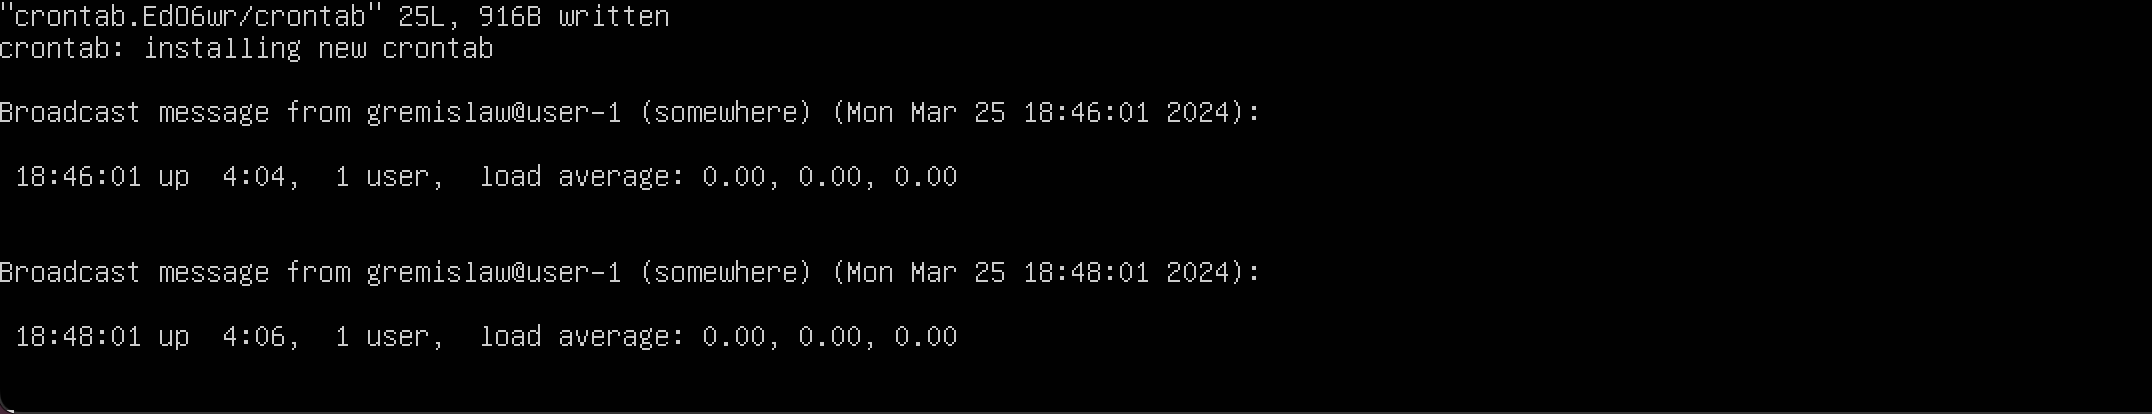 "crontab.EdO6wr/crontab" 25L, 916B written
crontab: installing new crontab
Broadcast message from gremislaw@user-1 (somewhere) (Mon Mar 25 18:46:01 2024):
 18:46:01 up  4:04,  1 user,  load average: 0.00, 0.00, 0.00
Broadcast message from gremislaw@user-1 (somewhere) (Mon Mar 25 18:48:01 2024):
 18:48:01 up  4:06,  1 user,  load average: 0.00, 0.00, 0.00